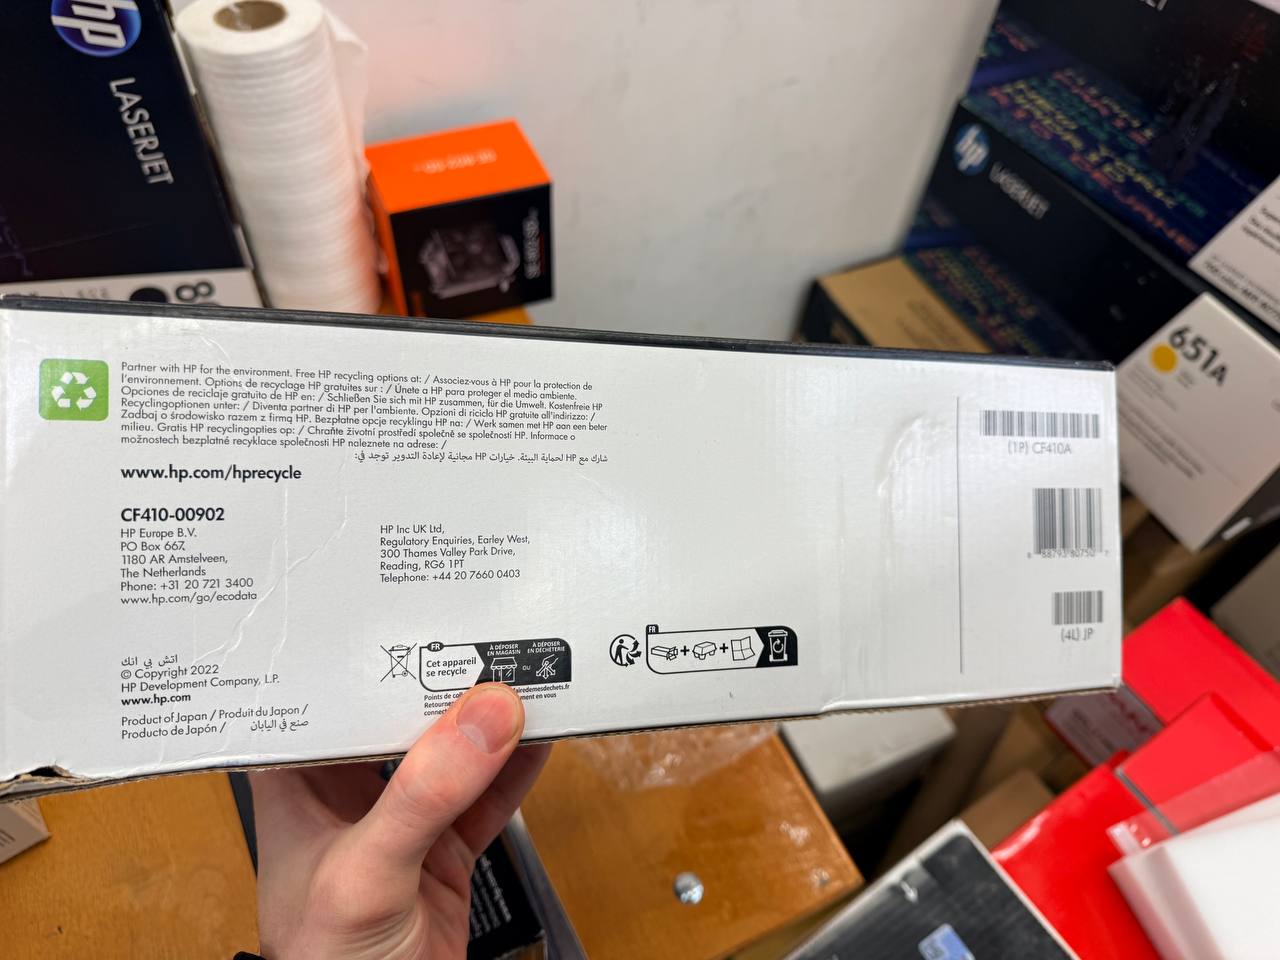 hp
LASERJET
hp
LASERJET
651A
Partner with HP for the environment. Free HP recycling options at: / Associez-vous à HP pour la protection de
l'environnement. Options de recyclage HP gratuites sur : / Únete a HP para proteger el medio ambiente.
Opciones de reciclaje gratuito de HP en: / Schließen Sie sich mit HP zusammen, für die Umwelt. Kostenfreie HP
Recyclingoptionen unter: / Diventa partner di HP per l'ambiente. Opzioni di riciclo HP gratuite all'indirizzo: /
Zadbaj o środowisko razem z firmą HP. Bezpłatne opcje recyklingu HP na: / Werk samen met HP aan een beter
milieu. Gratis HP recyclingopties op: / Chraňte životní prostředí společně se společností HP. Informace o
možnostech bezplatné recyklace společnosti HP naleznete na adrese: /
شارك مع HP لحماية البيئة. خيارات HP مجانية لإعادة التدوير توجد في:
www.hp.com/hprecycle
CF410-00902
HP Europe B.V.
PO Box 667,
1180 AR Amstelveen,
The Netherlands
Phone: +31 20 721 3400
www.hp.com/go/ecodata
HP Inc UK Ltd,
Regulatory Enquiries, Earley West,
300 Thames Valley Park Drive,
Reading, RG6 1PT
Telephone: +44 20 7660 0403
اتش بي انك
© Copyright 2022
HP Development Company, L.P.
www.hp.com
Product of Japan / Produit du Japon /
Producto de Japón / صنع في اليابان
FR
Cet appareil
se recycle
À DÉPOSER
EN MAGASIN
OU
À DÉPOSER
EN DÉCHÈTERIE
Points de
FR
(1P) CF410A
(4L) JP